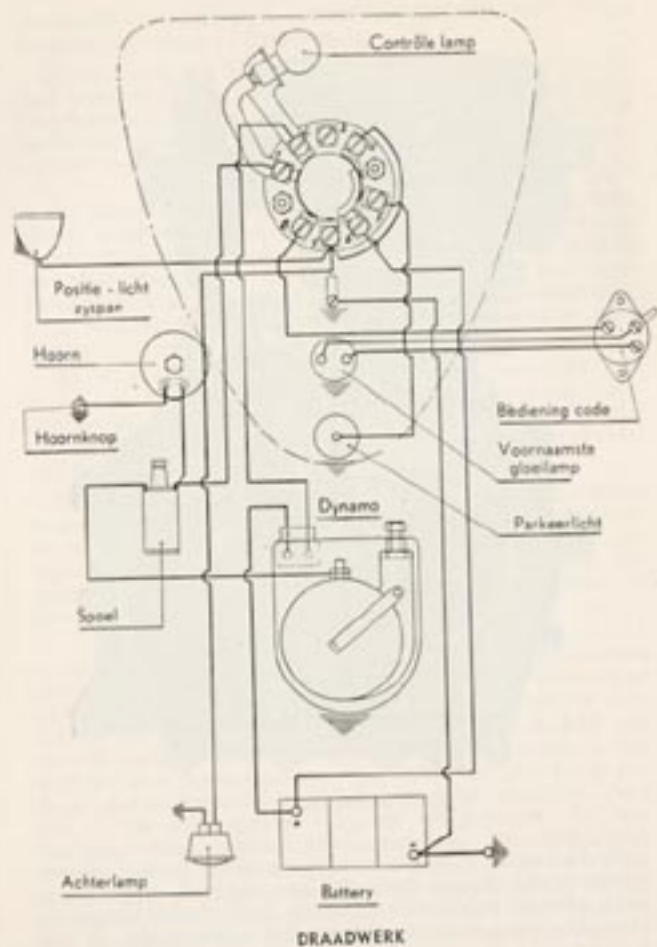 Contrôle lamp
Positie - licht
zyspan
Hoorn
Hoornknop
Bediening code
Voornaamste
gloeilamp
Parkeerlicht
Dynamo
Spoel
Achterlamp
Battery
DRAADWERK